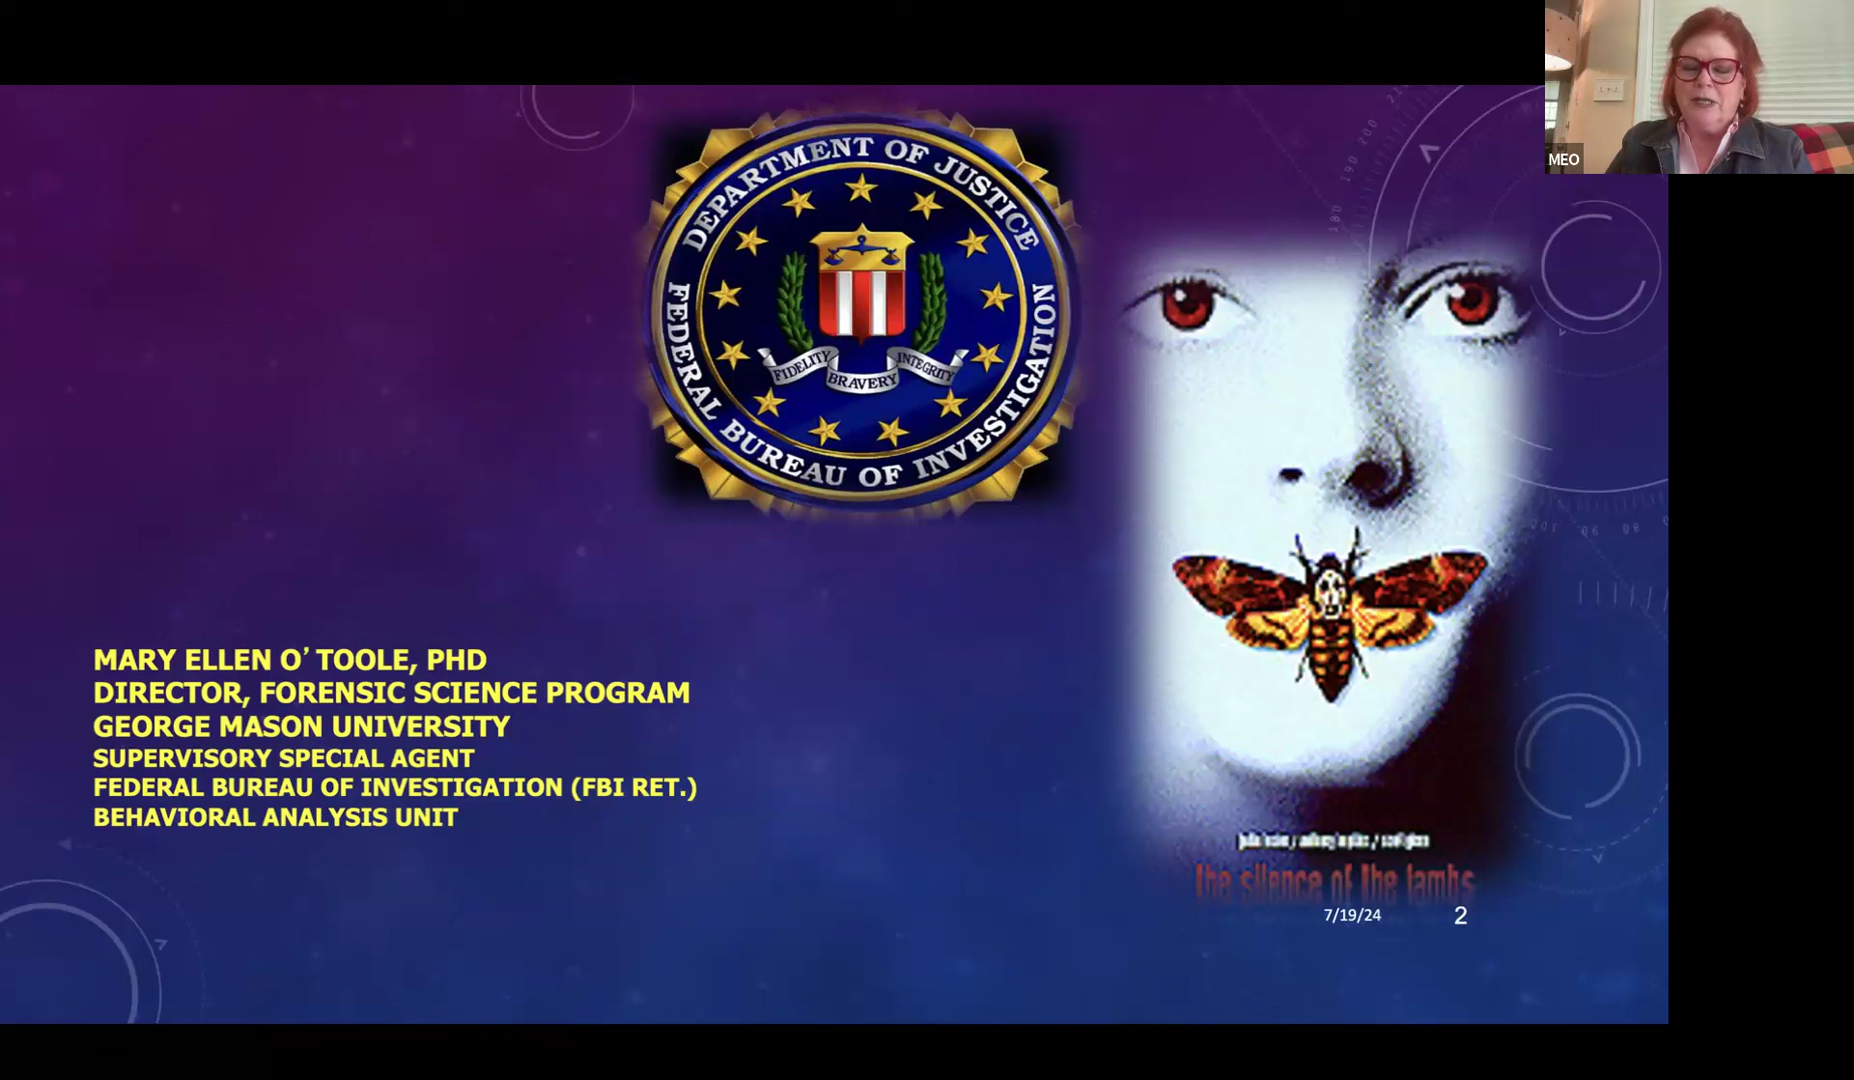 MEO
DEPARTMENT OF JUSTICE
FEDERAL BUREAU OF INVESTIGATION
FIDELITY
BRAVERY
INTEGRITY
MARY ELLEN O’TOOLE, PHD
DIRECTOR, FORENSIC SCIENCE PROGRAM
GEORGE MASON UNIVERSITY
SUPERVISORY SPECIAL AGENT
FEDERAL BUREAU OF INVESTIGATION (FBI RET.)
BEHAVIORAL ANALYSIS UNIT
the silence of the lambs
7/19/24
2